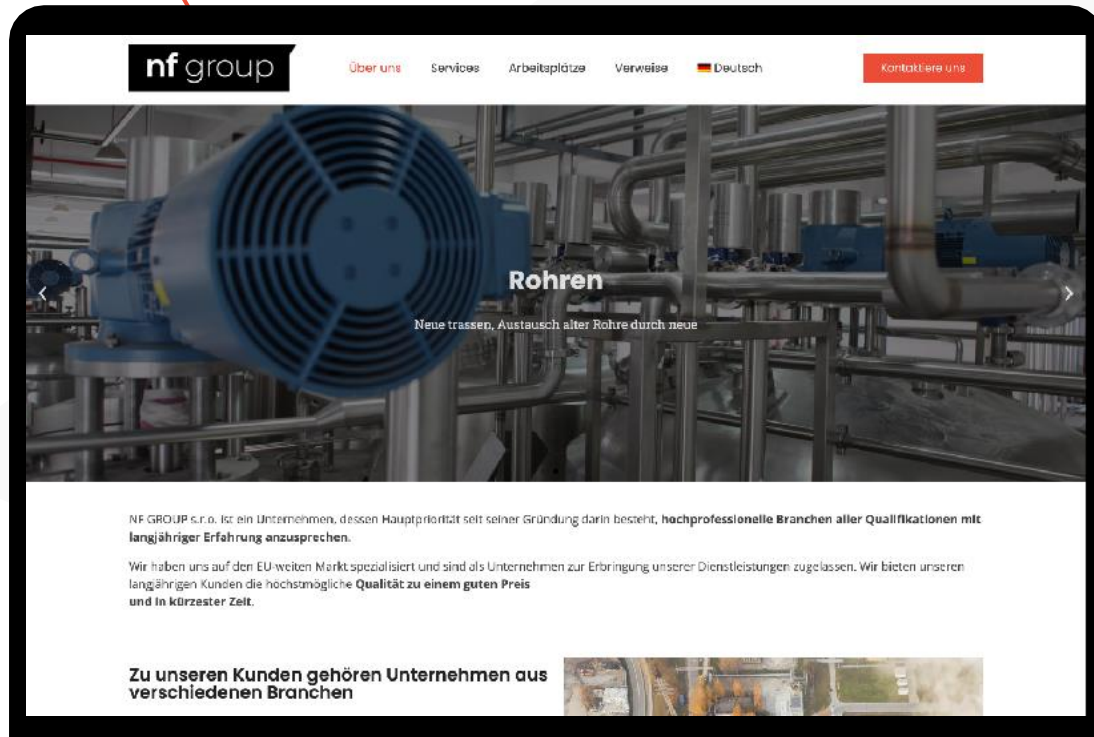 nf group
Über uns Services Arbeitsplätze Verweise Deutsch Kontaktiere uns
Rohren
Neue trassen, Austausch alter Rohre durch neue
NF GROUP s.r.o. ist ein Unternehmen, dessen Hauptpriorität seit seiner Gründung darin besteht, hochprofessionelle Branchen aller Qualifikationen mit
langjähriger Erfahrung anzusprechen.
Wir haben uns auf den EU-weiten Markt spezialisiert und sind als Unternehmen zur Erbringung unserer Dienstleistungen zugelassen. Wir bieten unseren
langjährigen Kunden die höchstmögliche Qualität zu einem guten Preis
und in kürzester Zeit.
Zu unseren Kunden gehören Unternehmen aus
verschiedenen Branchen